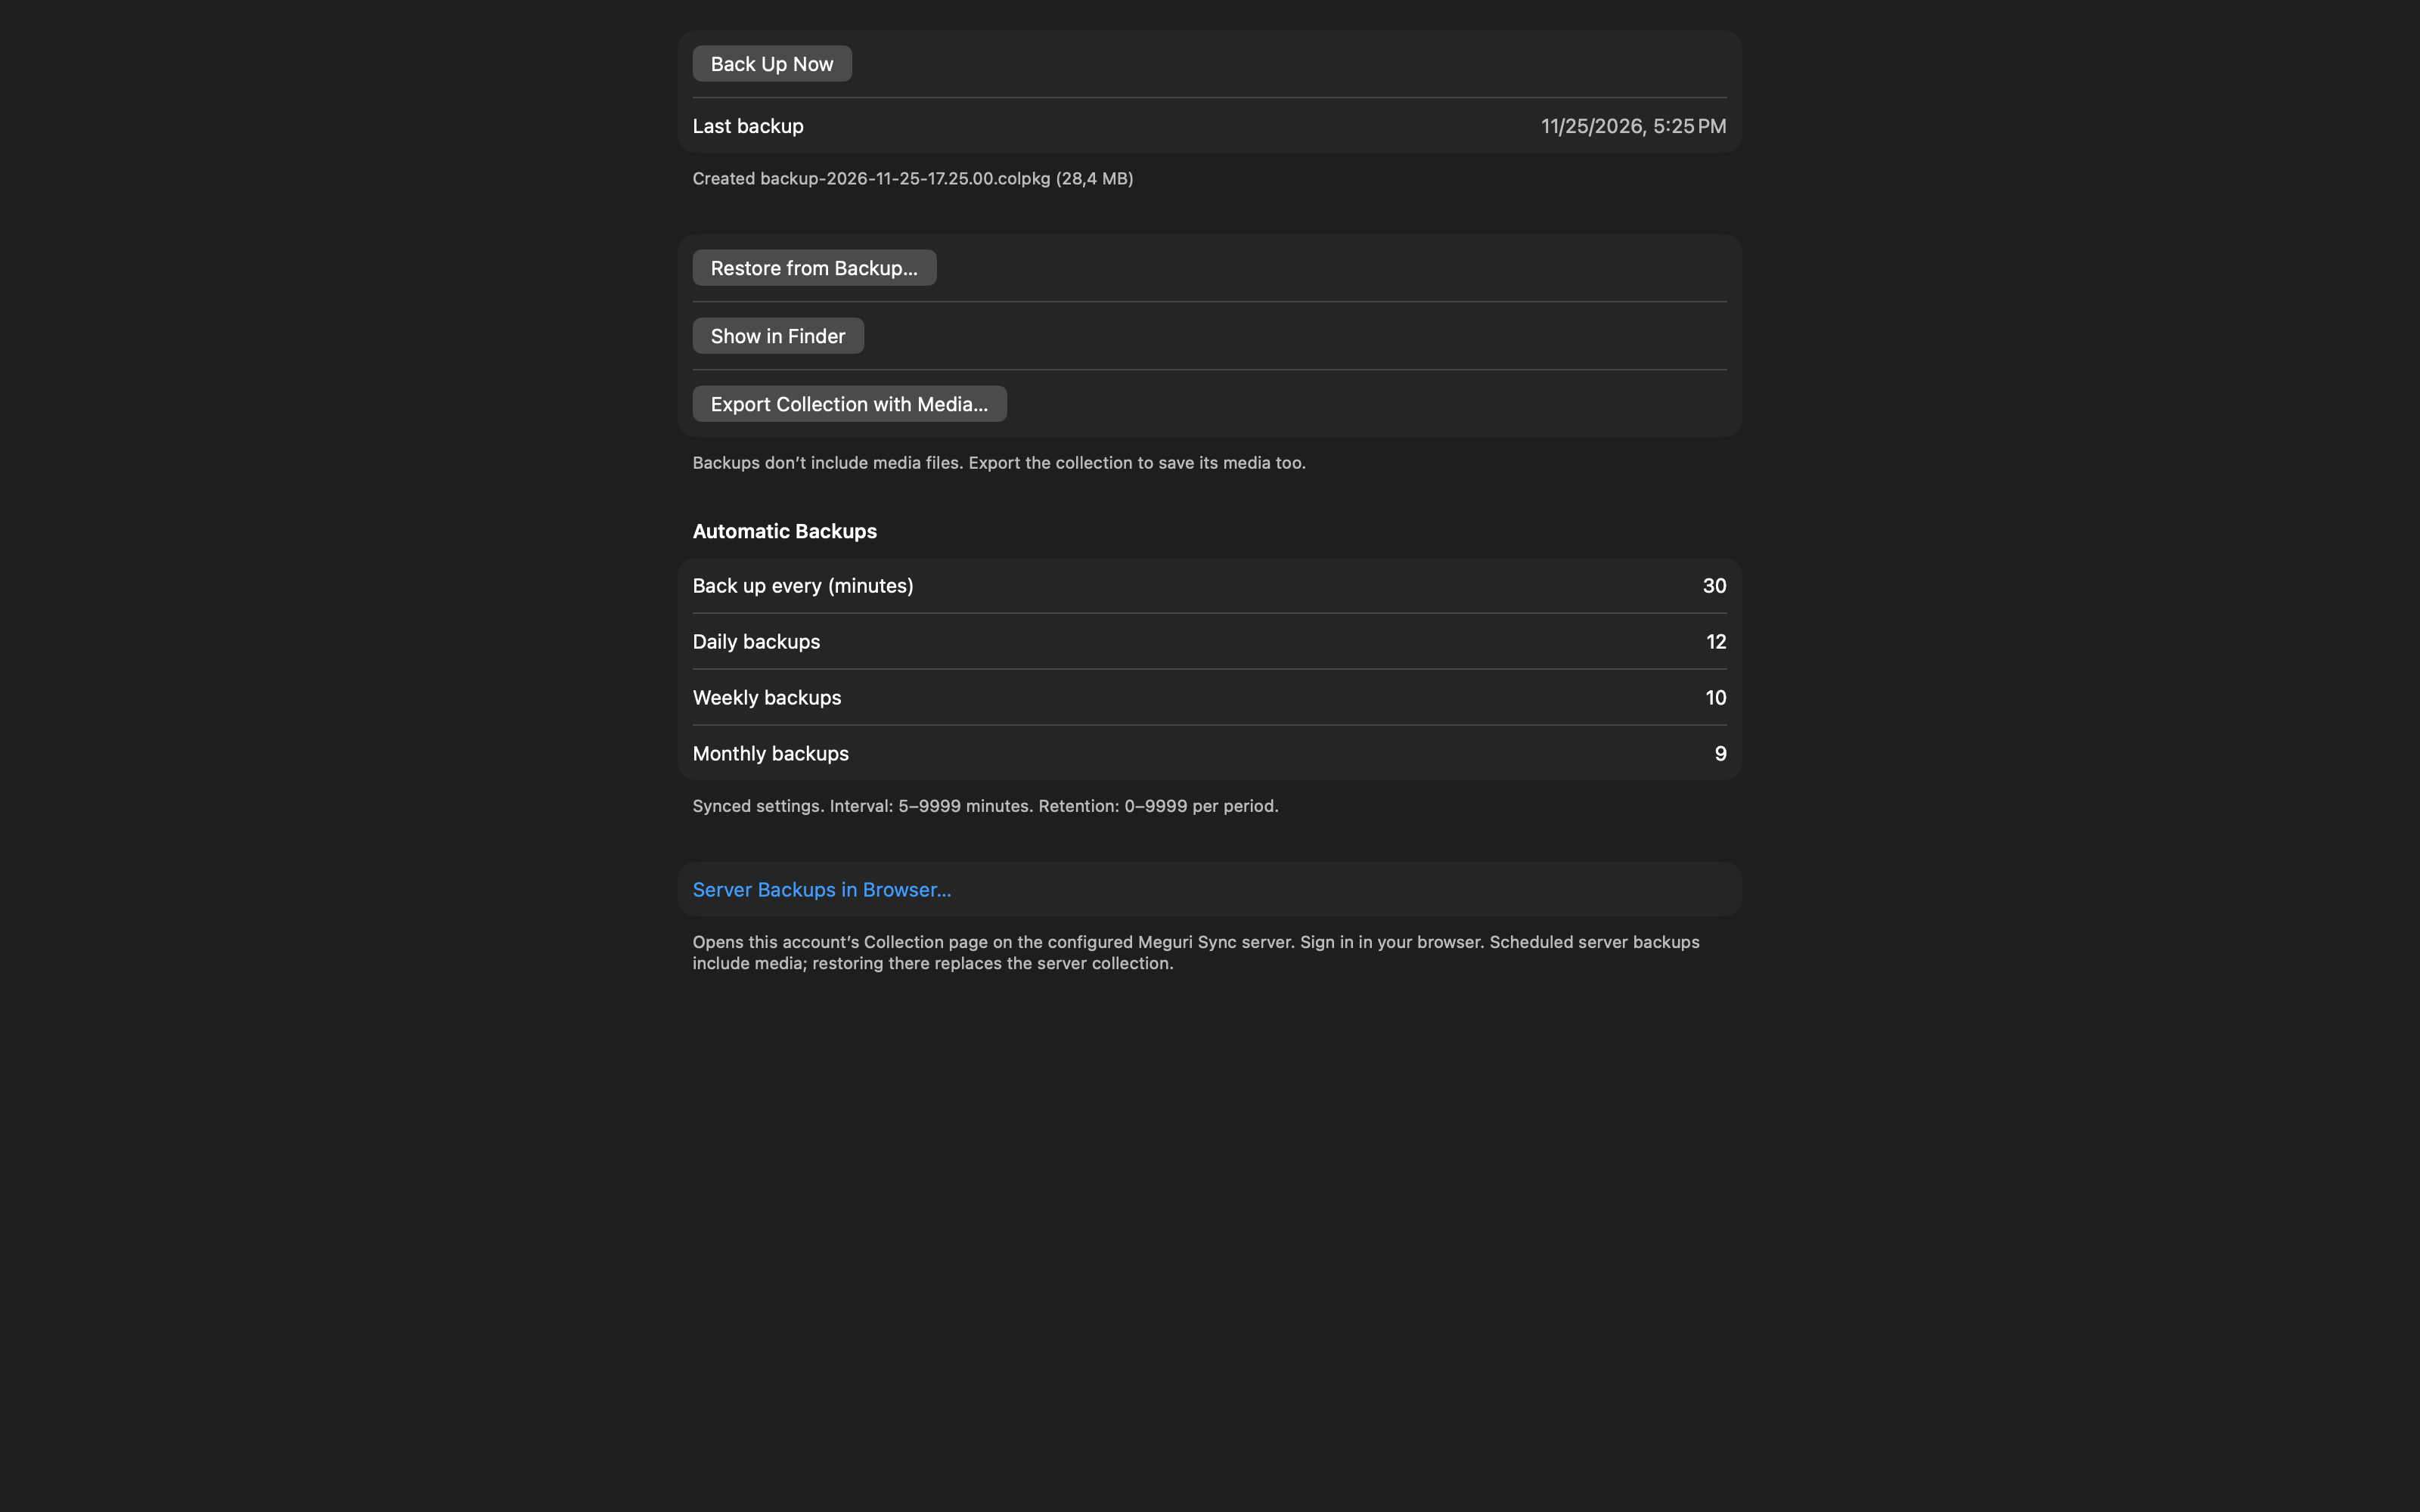 Back Up Now
Last backup 11/25/2026, 5:25 PM
Created backup-2026-11-25-17.25.00.colpkg (28,4 MB)
Restore from Backup...
Show in Finder
Export Collection with Media...
Backups don’t include media files. Export the collection to save its media too.
Automatic Backups
Back up every (minutes) 30
Daily backups 12
Weekly backups 10
Monthly backups 9
Synced settings. Interval: 5–9999 minutes. Retention: 0–9999 per period.
Server Backups in Browser...
Opens this account’s Collection page on the configured Meguri Sync server. Sign in in your browser. Scheduled server backups
include media; restoring there replaces the server collection.